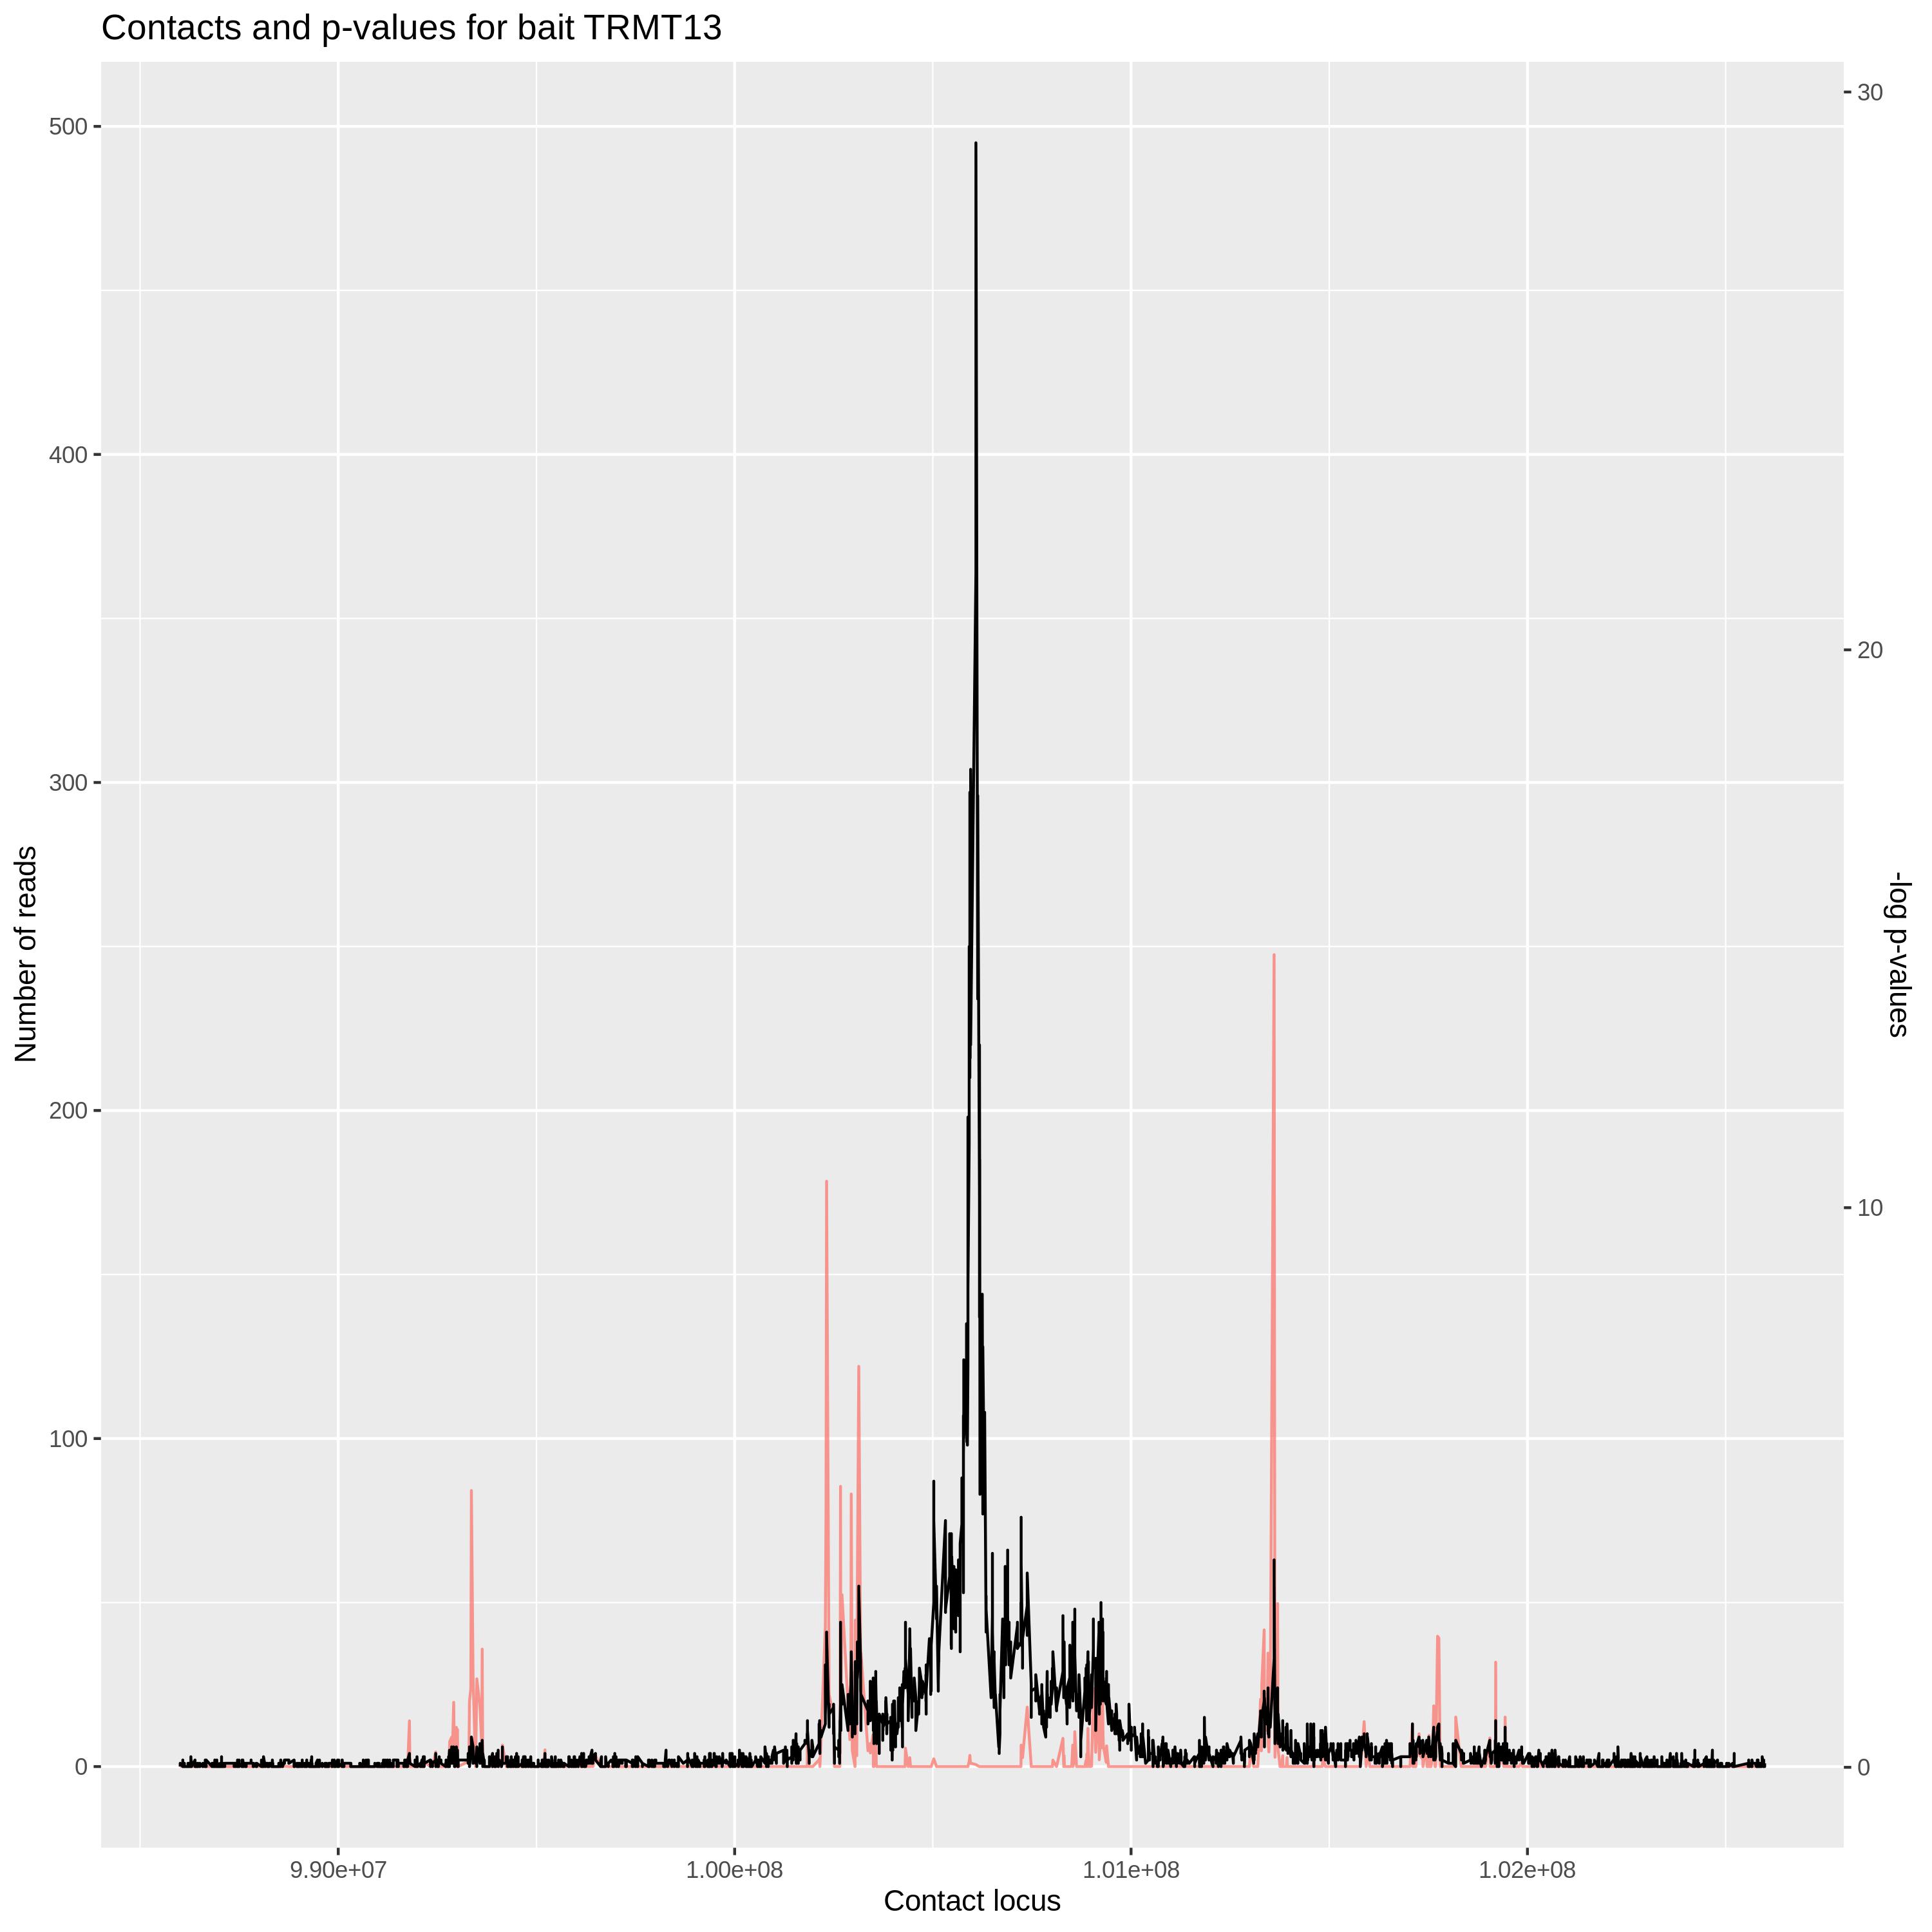 Contacts and p-values for bait TRMT13
500
400
300
200
100
0
Number of reads
30
20
10
0
-log p-values
9.90e+07
1.00e+08
1.01e+08
1.02e+08
Contact locus